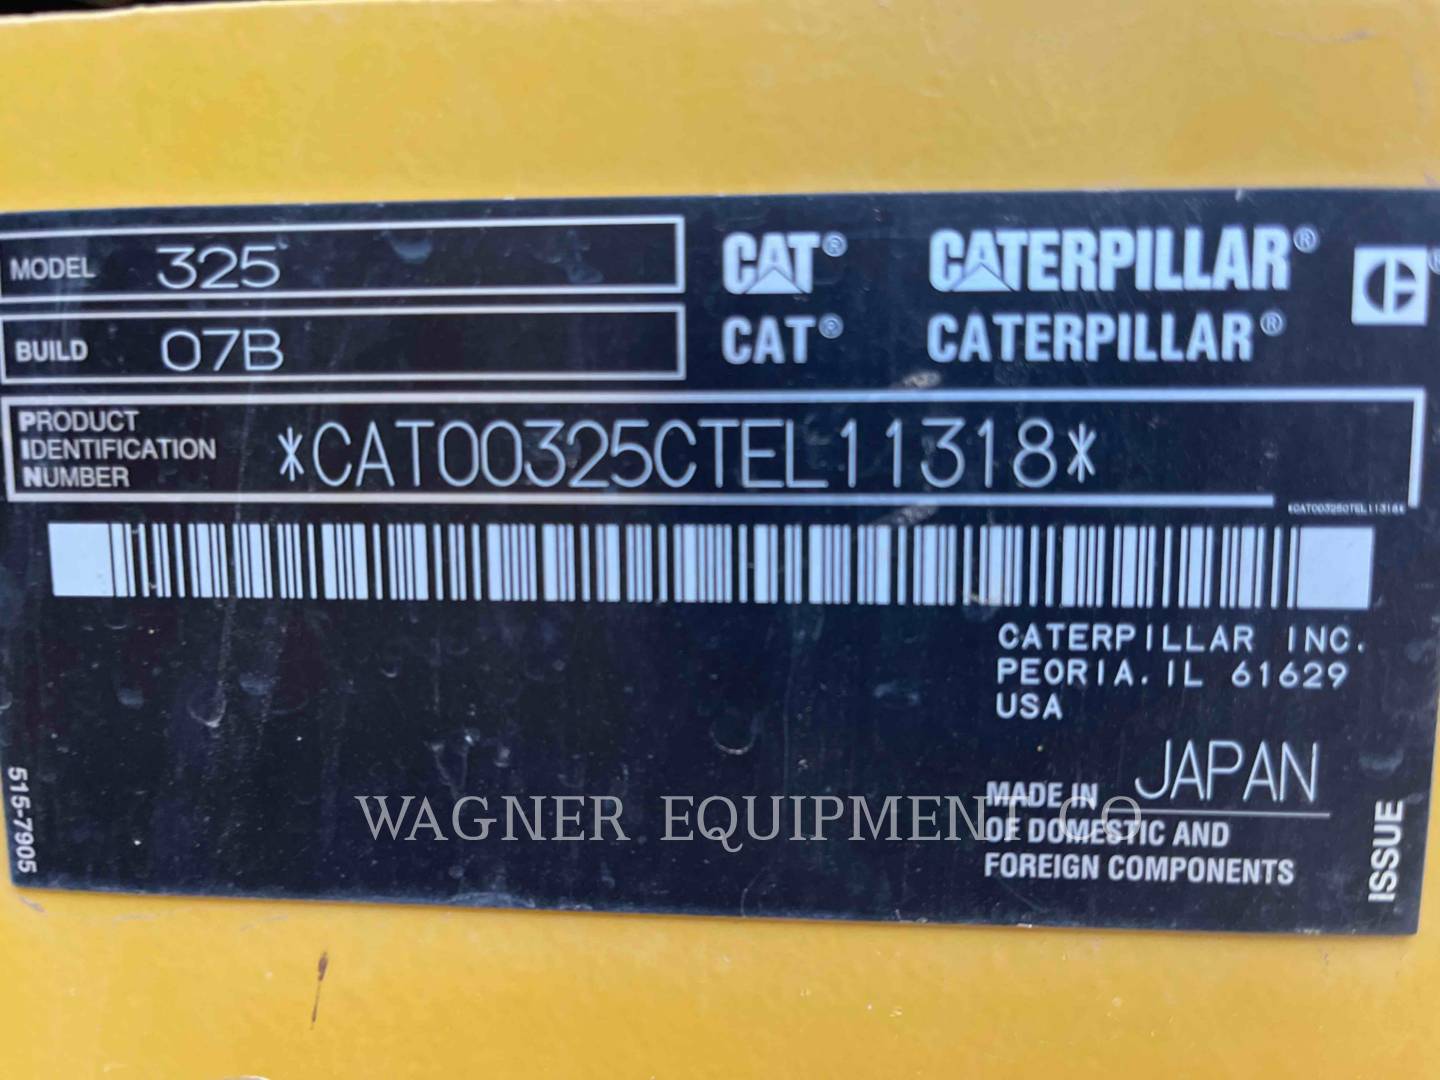 MODEL 325
BUILD 07B
CAT® CATERPILLAR®
CAT® CATERPILLAR®
PRODUCT
IDENTIFICATION
NUMBER
*CAT00325CTEL11318*
*CAT00325CTEL11318*
CATERPILLAR INC.
PEORIA, IL 61629
USA
MADE IN JAPAN
OF DOMESTIC AND
FOREIGN COMPONENTS
515-7905
ISSUE
WAGNER EQUIPMENT CO